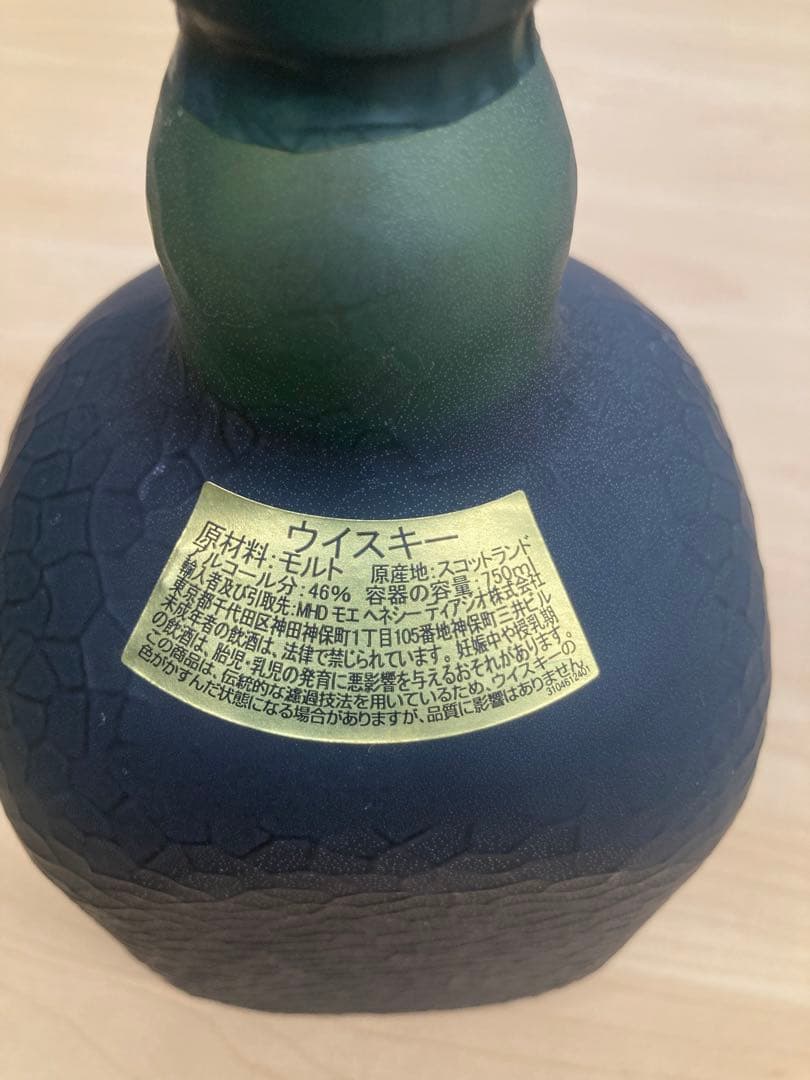 ウイスキー
原材料:モルト 原産地:スコットランド
アルコール分:46% 容器の容量:750ml
輸入者及び引取先:MHD モエ ヘネシー ディアジオ株式会社
東京都千代田区神田神保町1丁目105番地神保町三井ビル
未成年者の飲酒は、法律で禁じられています。妊娠中や授乳期
の飲酒は、胎児・乳児の発育に悪影響を与えるおそれがあります。
この商品は、伝統的な濾過技法を用いているため、ウイスキーの
色がかすんだ状態になる場合がありますが、品質に影響はありません。
3104612401